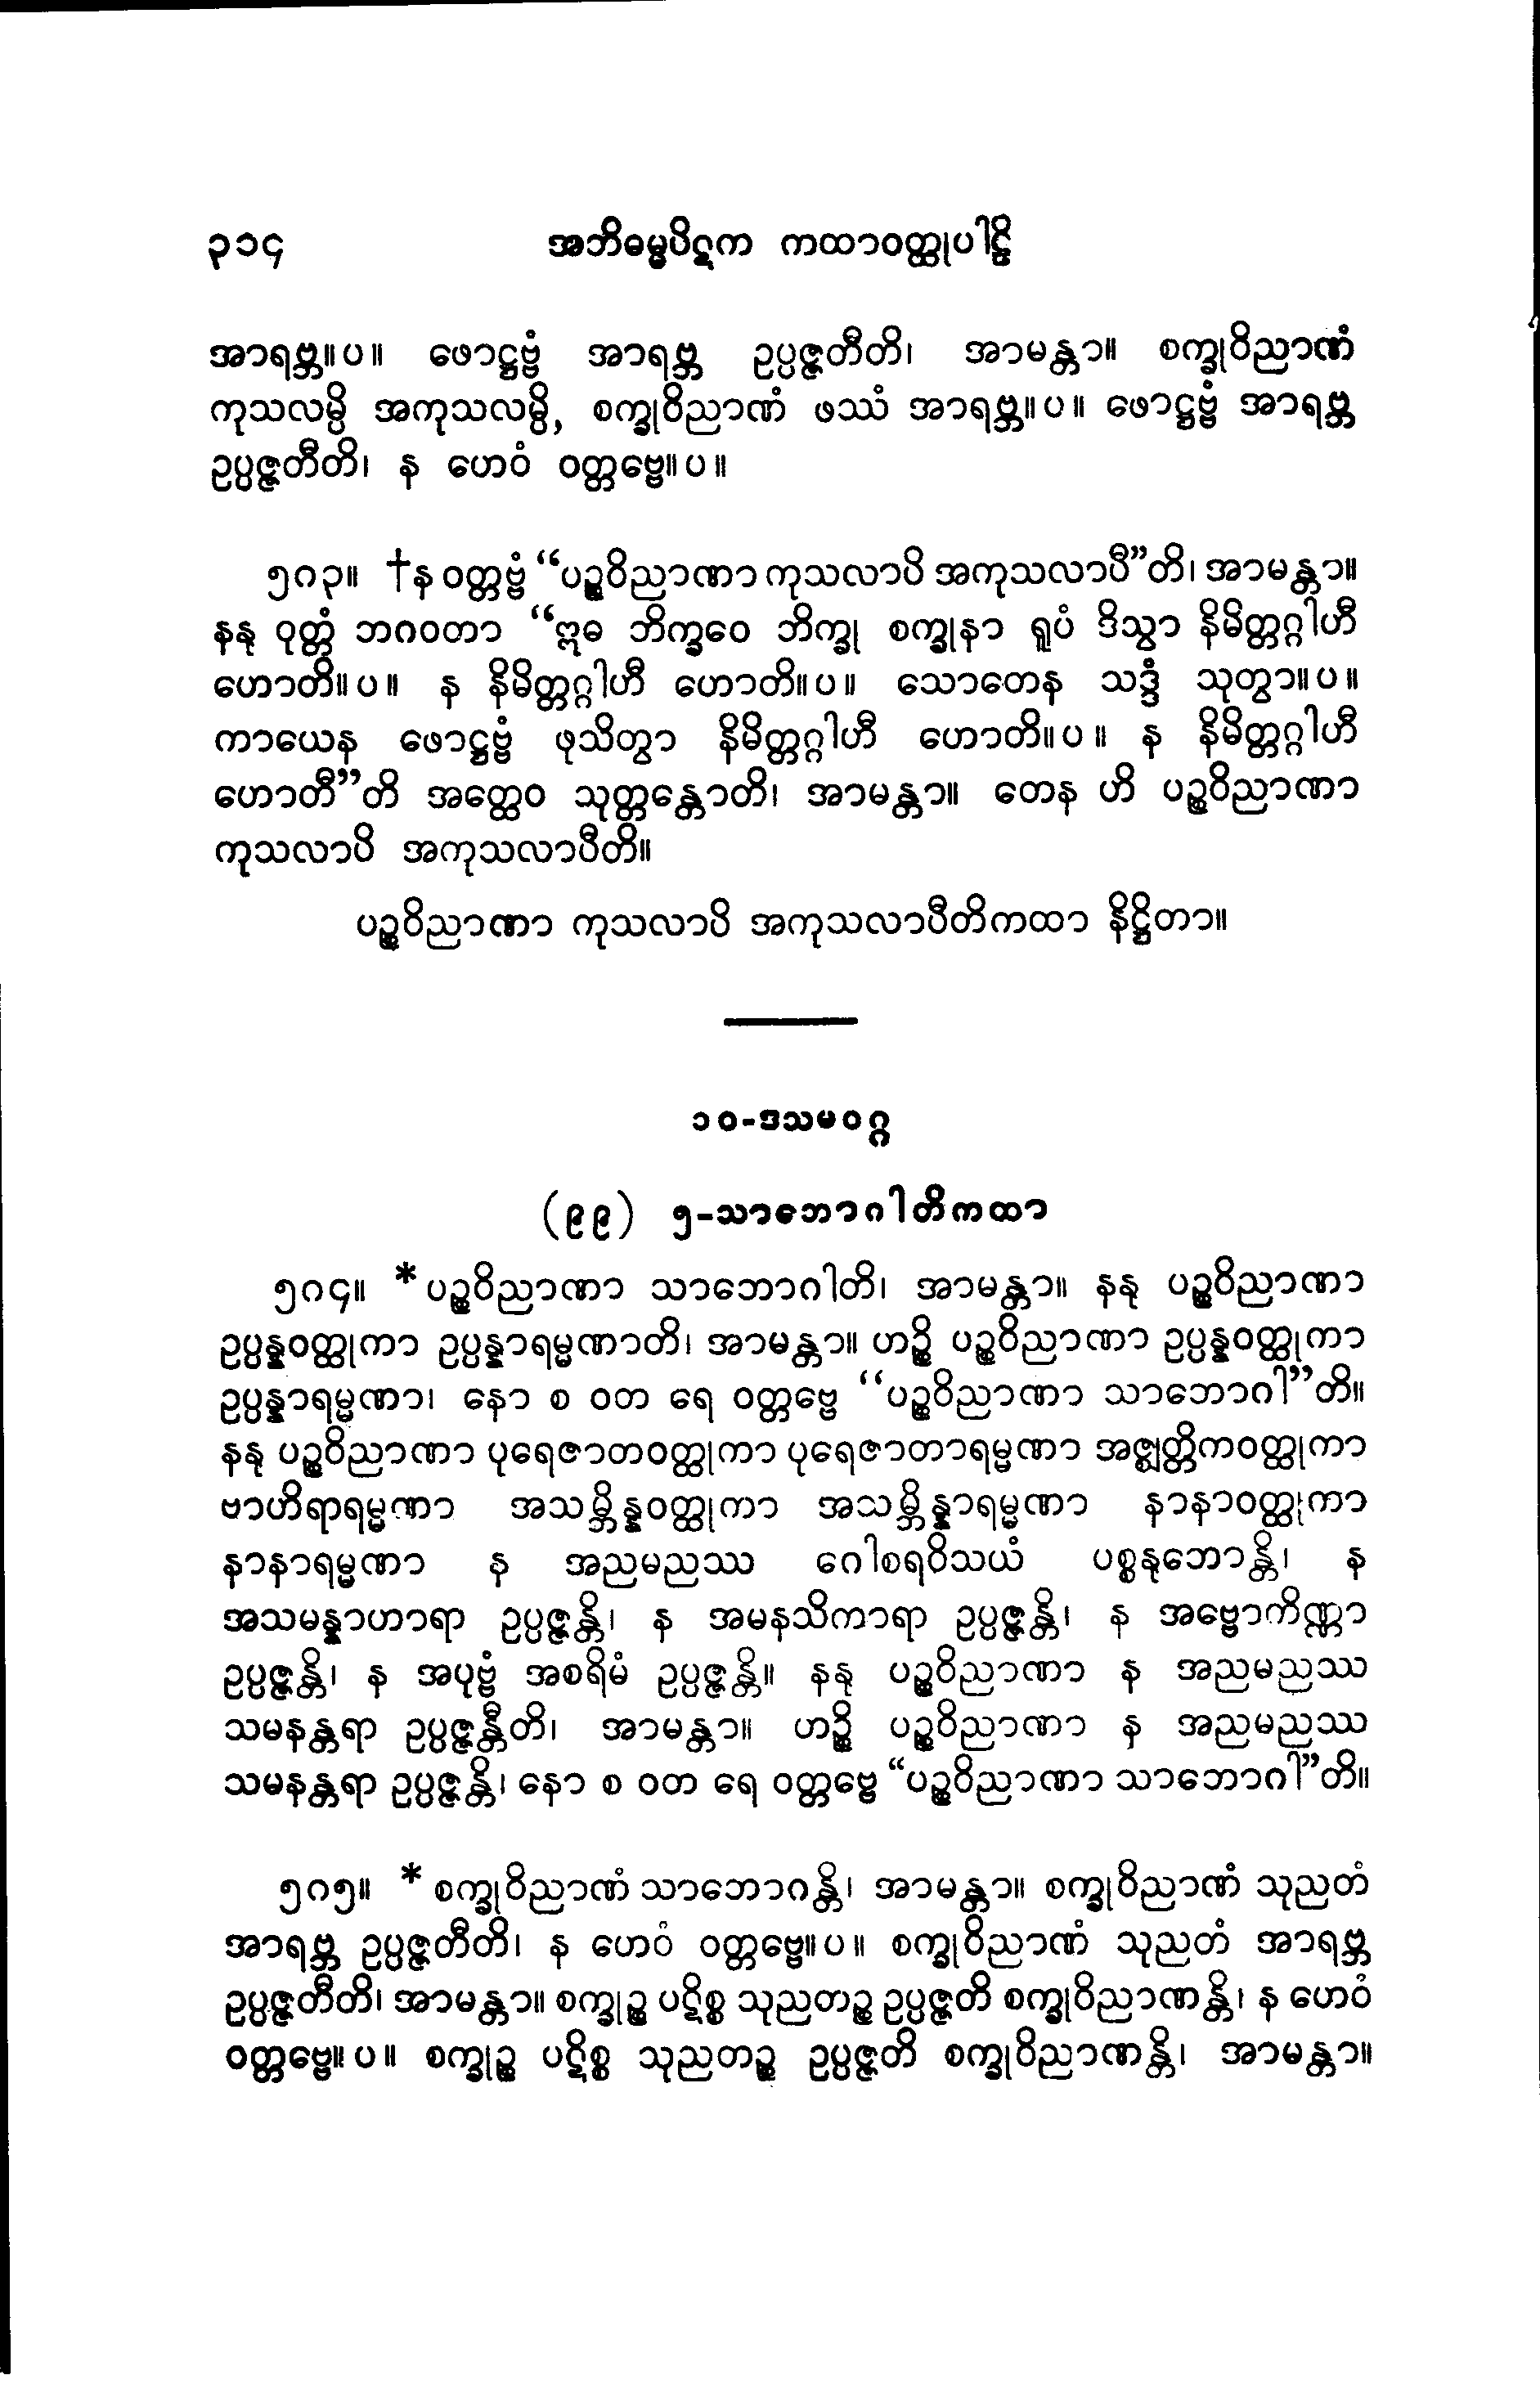 ၃၁၄ အဘိဓမ္မပိဋက ကထာဝတ္ထုပါဠိ
အာရဗ္ဘ။ပ။ ဖောဋ္ဌဗ္ဗံ အာရဗ္ဘ ဥပ္ပဇ္ဇတီတိ၊ အာမန္တာ။ စက္ခုဝိညာဏံ
ကုသလမ္ပိ အကုသလမ္ပိ, စက္ခုဝိညာဏံ ဖဿံ အာရဗ္ဘ။ပ။ ဖောဋ္ဌဗ္ဗံ အာရဗ္ဘ
ဥပ္ပဇ္ဇတီတိ၊ န ဟေဝံ ဝတ္တဗ္ဗေ။ပ။
၅၈၃။ †န ဝတ္တဗ္ဗံ “ပဉ္စဝိညာဏာ ကုသလာပိ အကုသလာပီ”တိ၊ အာမန္တာ။
နနု ဝုတ္တံ ဘဂဝတာ “ဣဓ ဘိက္ခဝေ ဘိက္ခု စက္ခုနာ ရူပံ ဒိသွာ နိမိတ္တဂ္ဂါဟီ
ဟောတိ။ပ။ န နိမိတ္တဂ္ဂါဟီ ဟောတိ။ပ။ သောတေန သဒ္ဒံ သုတွာ။ပ။
ကာယေန ဖောဋ္ဌဗ္ဗံ ဖုသိတွာ နိမိတ္တဂ္ဂါဟီ ဟောတိ။ပ။ န နိမိတ္တဂ္ဂါဟီ
ဟောတီ”တိ အတ္ထေဝ သုတ္တန္တောတိ၊ အာမန္တာ။ တေန ဟိ ပဉ္စဝိညာဏာ
ကုသလာပိ အကုသလာပီတိ။
ပဉ္စဝိညာဏာ ကုသလာပိ အကုသလာပီတိကထာ နိဋ္ဌိတာ။
၁၀-ဒသမဝဂ္ဂ
(၉၉) ၅-သာဘောဂါတိကထာ
၅၈၄။ *ပဉ္စဝိညာဏာ သာဘောဂါတိ၊ အာမန္တာ။ နနု ပဉ္စဝိညာဏာ
ဥပ္ပန္နဝတ္ထုကာ ဥပ္ပန္နာရမ္မဏာတိ၊ အာမန္တာ။ ဟဉ္စိ ပဉ္စဝိညာဏာ ဥပ္ပန္နဝတ္ထုကာ
ဥပ္ပန္နာရမ္မဏာ၊ နော စ ဝတ ရေ ဝတ္တဗ္ဗေ “ပဉ္စဝိညာဏာ သာဘောဂါ”တိ။
နနု ပဉ္စဝိညာဏာ ပုရေဇာတဝတ္ထုကာ ပုရေဇာတာရမ္မဏာ အဇ္ဈတ္တိကဝတ္ထုကာ
ဗာဟိရာရမ္မဏာ အသမ္ဘိန္နဝတ္ထုကာ အသမ္ဘိန္နာရမ္မဏာ နာနာဝတ္ထုကာ
နာနာရမ္မဏာ န အညမညဿ ဂေါစရဝိသယံ ပစ္စနုဘောန္တိ၊ န
အသမန္နာဟာရာ ဥပ္ပဇ္ဇန္တိ၊ န အမနသိကာရာ ဥပ္ပဇ္ဇန္တိ၊ န အဗ္ဗောကိဏ္ဏာ
ဥပ္ပဇ္ဇန္တိ၊ န အပုဗ္ဗံ အစရိမံ ဥပ္ပဇ္ဇန္တိ။ နနု ပဉ္စဝိညာဏာ န အညမညဿ
သမနန္တရာ ဥပ္ပဇ္ဇန္တီတိ၊ အာမန္တာ။ ဟဉ္စိ ပဉ္စဝိညာဏာ န အညမညဿ
သမနန္တရာ ဥပ္ပဇ္ဇန္တိ၊ နော စ ဝတ ရေ ဝတ္တဗ္ဗေ “ပဉ္စဝိညာဏာ သာဘောဂါ”တိ။
၅၈၅။ *စက္ခုဝိညာဏံ သာဘောဂန္တိ၊ အာမန္တာ။ စက္ခုဝိညာဏံ သုညတံ
အာရဗ္ဘ ဥပ္ပဇ္ဇတီတိ၊ န ဟေဝံ ဝတ္တဗ္ဗေ။ပ။ စက္ခုဝိညာဏံ သုညတံ အာရဗ္ဘ
ဥပ္ပဇ္ဇတီတိ၊ အာမန္တာ။ စက္ခုဉ္စ ပဋိစ္စ သုညတဉ္စ ဥပ္ပဇ္ဇတိ စက္ခုဝိညာဏန္တိ၊ န ဟေဝံ
ဝတ္တဗ္ဗေ။ပ။ စက္ခုဉ္စ ပဋိစ္စ သုညတဉ္စ ဥပ္ပဇ္ဇတိ စက္ခုဝိညာဏန္တိ၊ အာမန္တာ။